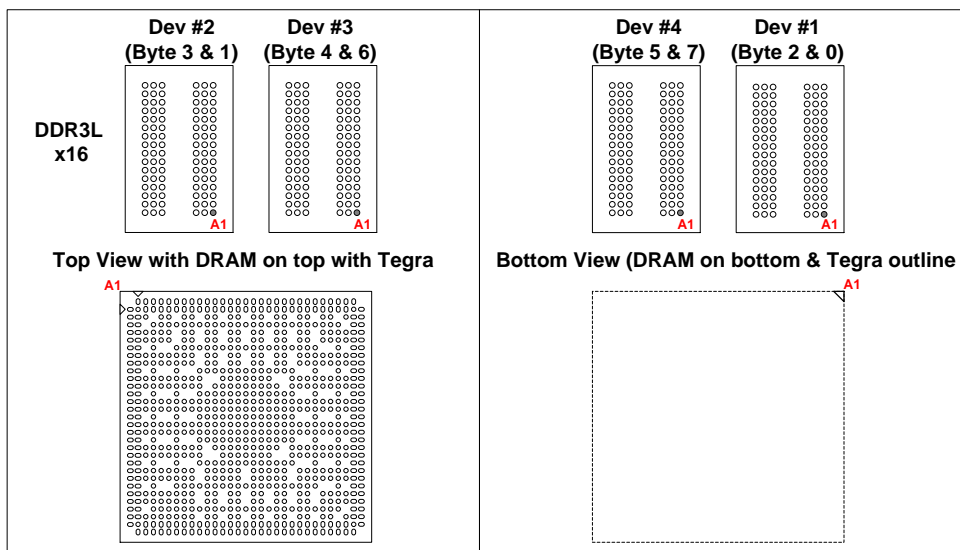 Dev #2
(Byte 3 & 1)
Dev #3
(Byte 4 & 6)
DDR3L
x16
A1
A1
Top View with DRAM on top with Tegra
A1
Dev #4
(Byte 5 & 7)
Dev #1
(Byte 2 & 0)
A1
A1
Bottom View (DRAM on bottom & Tegra outline
A1